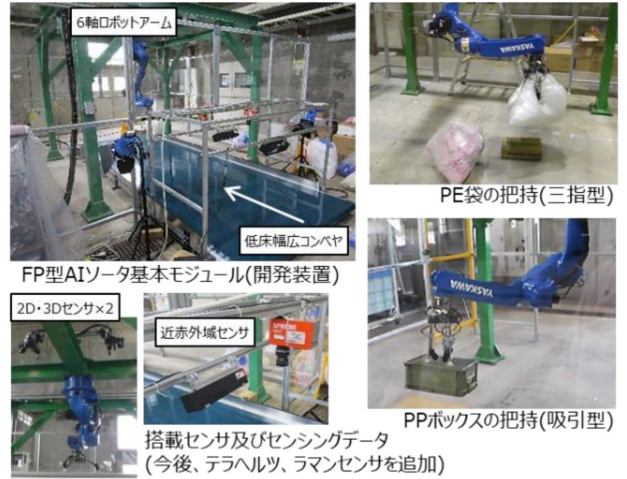 6軸ロボットアーム
低床幅広コンベヤ
FP型AIソータ基本モジュール(開発装置)
YASKAWA
PE袋の把持(三指型)
2D・3Dセンサ×2
近赤外域センサ
SPECIM
搭載センサ及びセンシングデータ
(今後、テラヘルツ、ラマンセンサを追加)
YASKAWA
PPボックスの把持(吸引型)